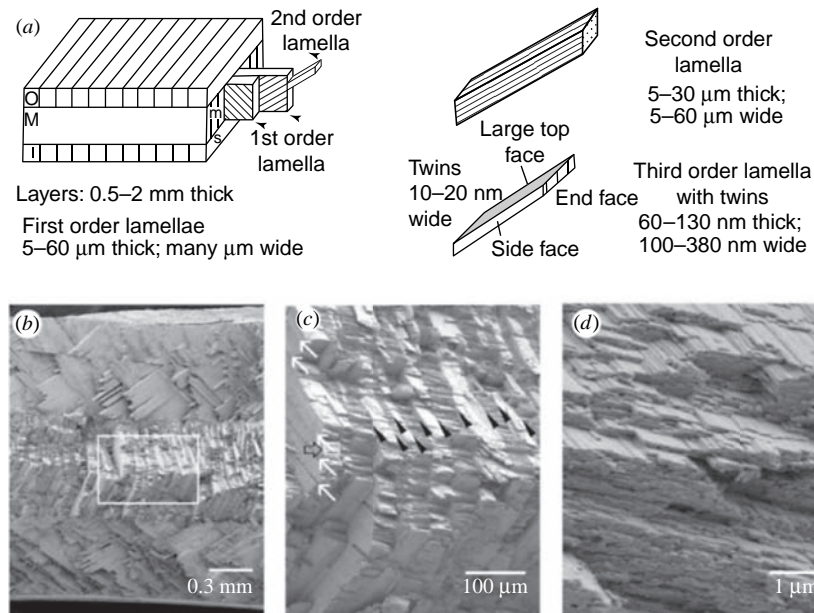 (a)
2nd order
lamella
O
M
I
m
s
1st order
lamella
Layers: 0.5–2 mm thick
First order lamellae
5–60 μm thick; many μm wide
Second order
lamella
5–30 μm thick;
5–60 μm wide
Large top
face
Twins
10–20 nm
wide
End face
Side face
Third order lamella
with twins
60–130 nm thick;
100–380 nm wide
(b)
0.3 mm
(c)
100 μm
(d)
1 μm